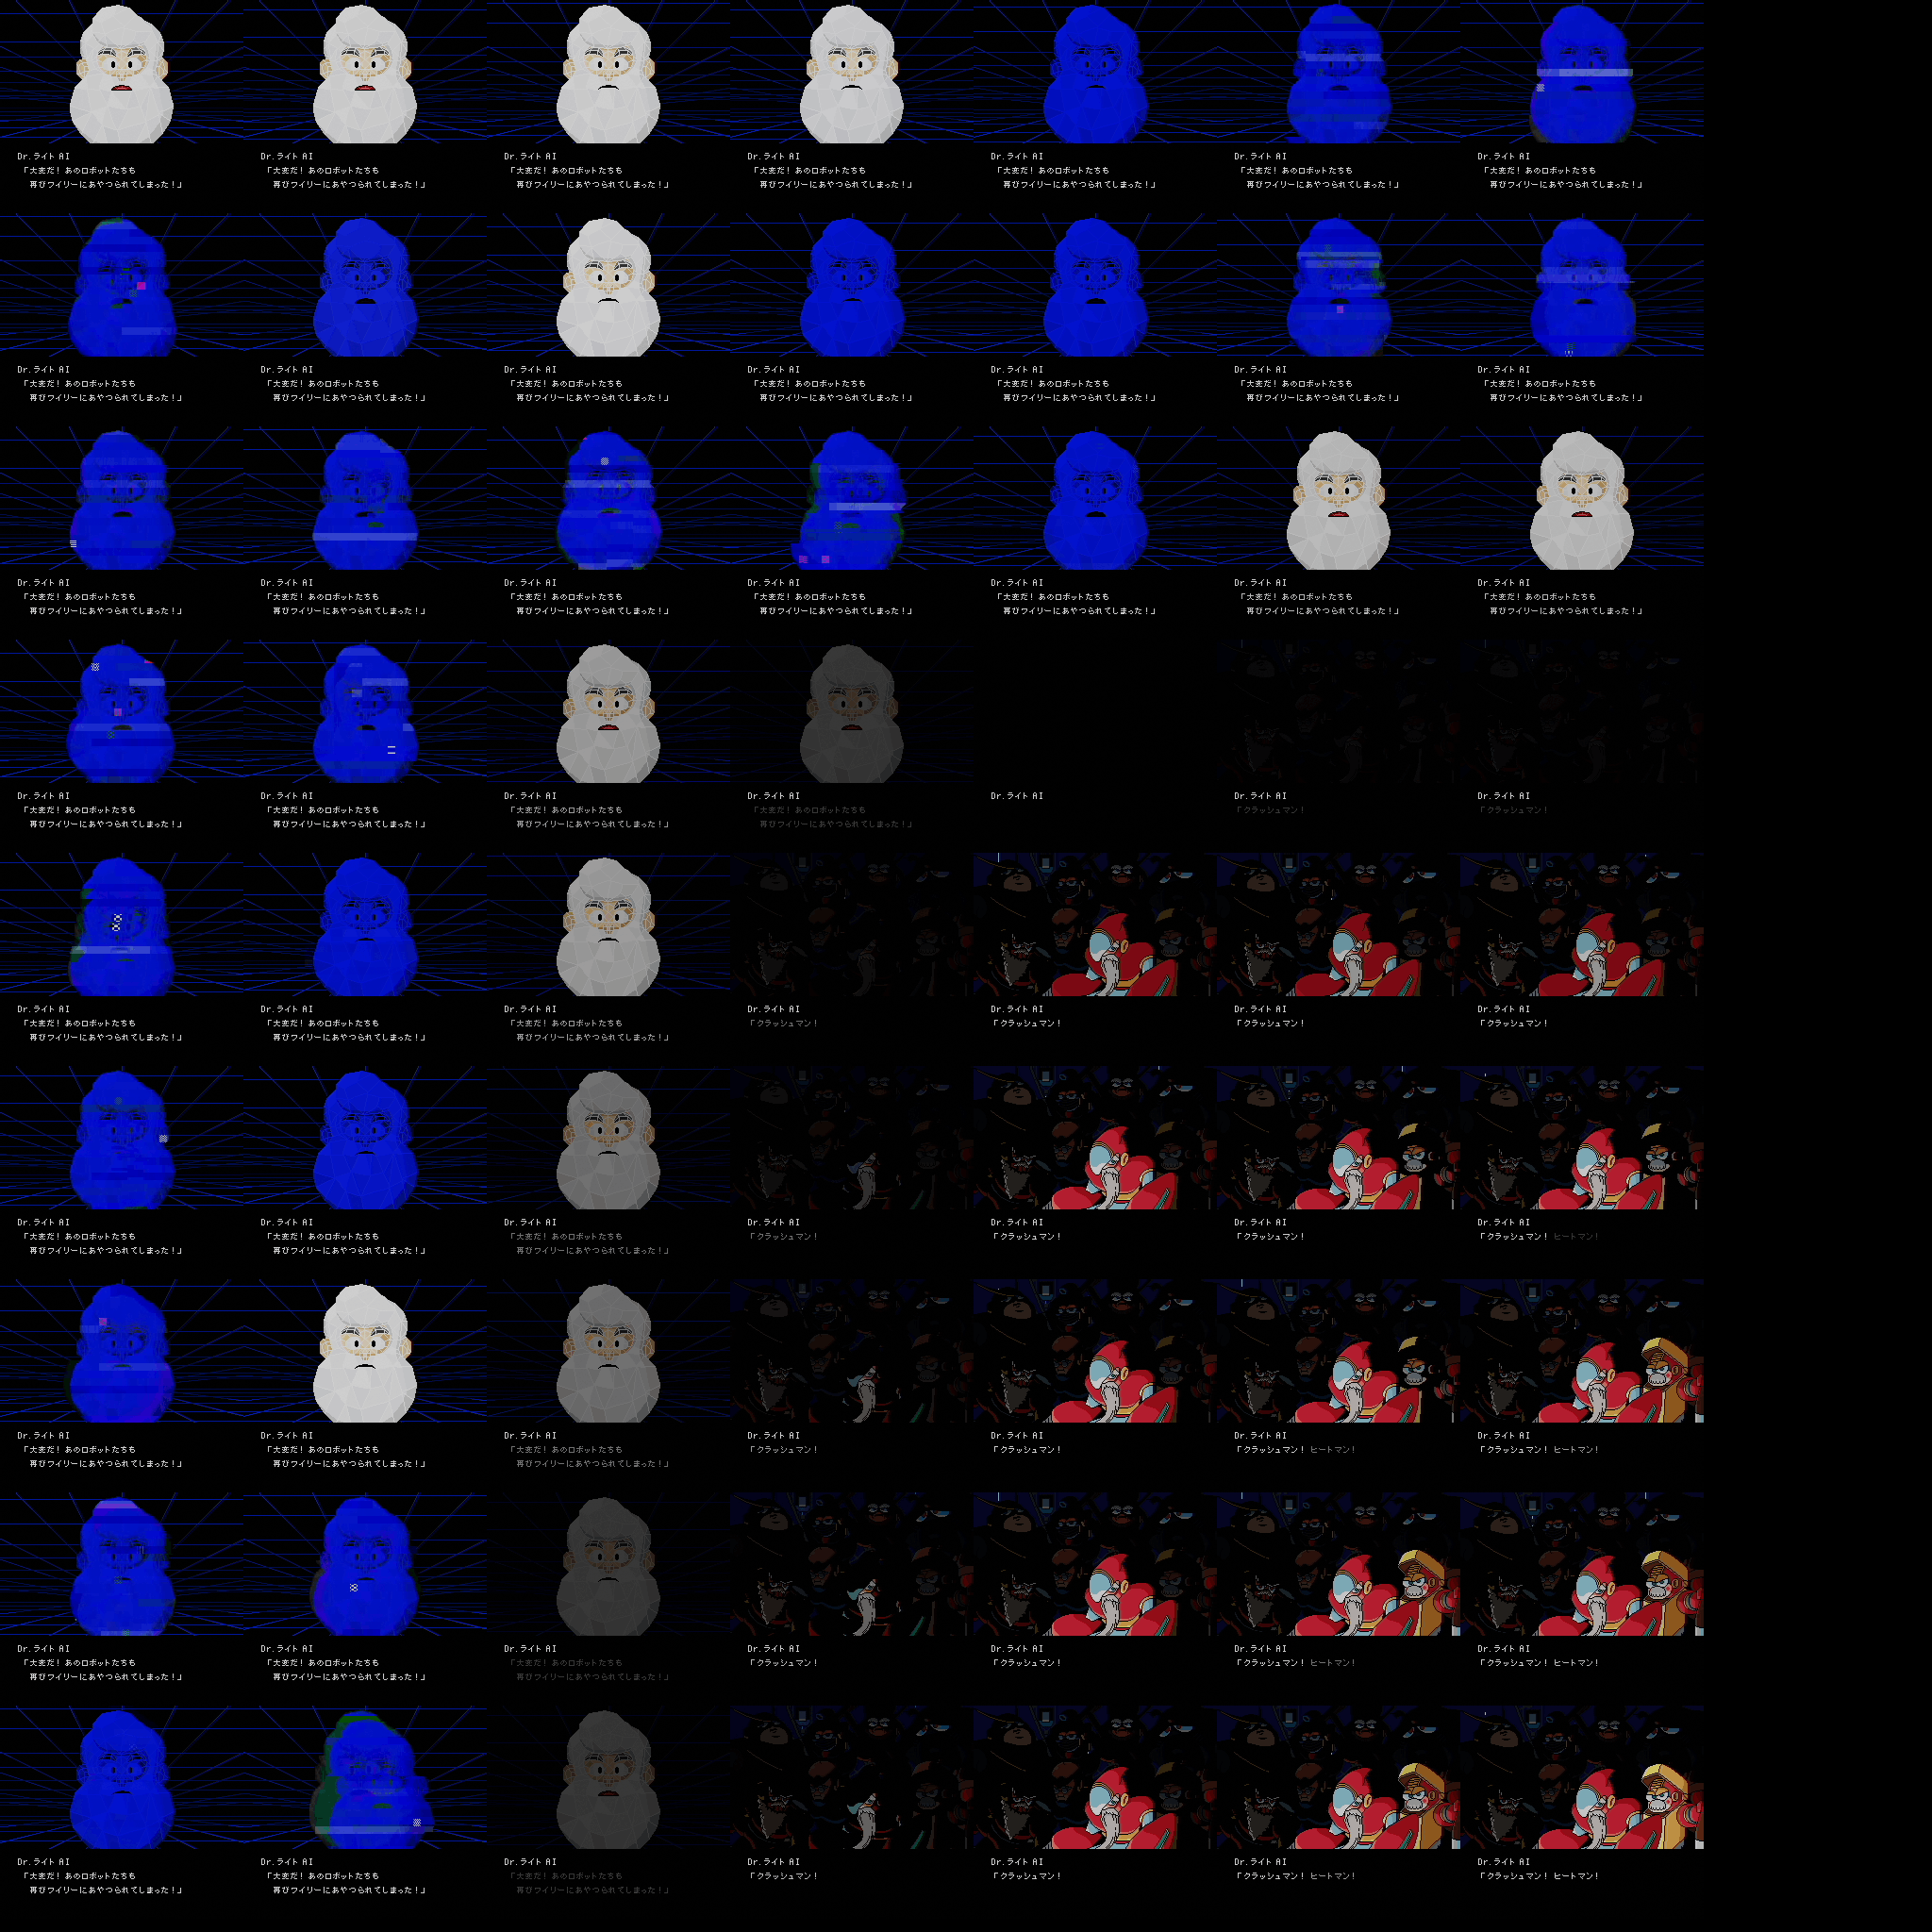 Dr.ライト AI Dr.ライト AI Dr.ライト AI Dr.ライト AI Dr.ライト AI Dr.ライト AI Dr.ライト AI
「大変だ！あのロボットたちも 「大変だ！あのロボットたちも 「大変だ！あのロボットたちも 「大変だ！あのロボットたちも 「大変だ！あのロボットたちも 「大変だ！あのロボットたちも 「大変だ！あのロボットたちも
再びワイリーにあやつられてしまった！」 再びワイリーにあやつられてしまった！」 再びワイリーにあやつられてしまった！」 再びワイリーにあやつられてしまった！」 再びワイリーにあやつられてしまった！」 再びワイリーにあやつられてしまった！」 再びワイリーにあやつられてしまった！」
Dr.ライト AI Dr.ライト AI Dr.ライト AI Dr.ライト AI Dr.ライト AI Dr.ライト AI Dr.ライト AI
「大変だ！あのロボットたちも 「大変だ！あのロボットたちも 「大変だ！あのロボットたちも 「大変だ！あのロボットたちも 「大変だ！あのロボットたちも 「大変だ！あのロボットたちも 「大変だ！あのロボットたちも
再びワイリーにあやつられてしまった！」 再びワイリーにあやつられてしまった！」 再びワイリーにあやつられてしまった！」 再びワイリーにあやつられてしまった！」 再びワイリーにあやつられてしまった！」 再びワイリーにあやつられてしまった！」 再びワイリーにあやつられてしまった！」
Dr.ライト AI Dr.ライト AI Dr.ライト AI Dr.ライト AI Dr.ライト AI Dr.ライト AI Dr.ライト AI
「大変だ！あのロボットたちも 「大変だ！あのロボットたちも 「大変だ！あのロボットたちも 「大変だ！あのロボットたちも 「大変だ！あのロボットたちも 「大変だ！あのロボットたちも 「大変だ！あのロボットたちも
再びワイリーにあやつられてしまった！」 再びワイリーにあやつられてしまった！」 再びワイリーにあやつられてしまった！」 再びワイリーにあやつられてしまった！」 再びワイリーにあやつられてしまった！」 再びワイリーにあやつられてしまった！」 再びワイリーにあやつられてしまった！」
Dr.ライト AI Dr.ライト AI Dr.ライト AI Dr.ライト AI Dr.ライト AI Dr.ライト AI Dr.ライト AI
「大変だ！あのロボットたちも 「大変だ！あのロボットたちも 「大変だ！あのロボットたちも 「大変だ！あのロボットたちも 「クラッシュマン！ 「クラッシュマン！
再びワイリーにあやつられてしまった！」 再びワイリーにあやつられてしまった！」 再びワイリーにあやつられてしまった！」 再びワイリーにあやつられてしまった！」
Dr.ライト AI Dr.ライト AI Dr.ライト AI Dr.ライト AI Dr.ライト AI Dr.ライト AI Dr.ライト AI
「大変だ！あのロボットたちも 「大変だ！あのロボットたちも 「大変だ！あのロボットたちも 「クラッシュマン！ 「クラッシュマン！ 「クラッシュマン！ 「クラッシュマン！
再びワイリーにあやつられてしまった！」 再びワイリーにあやつられてしまった！」 再びワイリーにあやつられてしまった！」
Dr.ライト AI Dr.ライト AI Dr.ライト AI Dr.ライト AI Dr.ライト AI Dr.ライト AI Dr.ライト AI
「大変だ！あのロボットたちも 「大変だ！あのロボットたちも 「大変だ！あのロボットたちも 「クラッシュマン！ 「クラッシュマン！ 「クラッシュマン！ 「クラッシュマン！ ヒートマン！
再びワイリーにあやつられてしまった！」 再びワイリーにあやつられてしまった！」 再びワイリーにあやつられてしまった！」
Dr.ライト AI Dr.ライト AI Dr.ライト AI Dr.ライト AI Dr.ライト AI Dr.ライト AI Dr.ライト AI
「大変だ！あのロボットたちも 「大変だ！あのロボットたちも 「大変だ！あのロボットたちも 「クラッシュマン！ 「クラッシュマン！ 「クラッシュマン！ ヒートマン！ 「クラッシュマン！ ヒートマン！
再びワイリーにあやつられてしまった！」 再びワイリーにあやつられてしまった！」 再びワイリーにあやつられてしまった！」
Dr.ライト AI Dr.ライト AI Dr.ライト AI Dr.ライト AI Dr.ライト AI Dr.ライト AI Dr.ライト AI
「大変だ！あのロボットたちも 「大変だ！あのロボットたちも 「大変だ！あのロボットたちも 「クラッシュマン！ 「クラッシュマン！ 「クラッシュマン！ ヒートマン！ 「クラッシュマン！ ヒートマン！
再びワイリーにあやつられてしまった！」 再びワイリーにあやつられてしまった！」 再びワイリーにあやつられてしまった！」
Dr.ライト AI Dr.ライト AI Dr.ライト AI Dr.ライト AI Dr.ライト AI Dr.ライト AI Dr.ライト AI
「大変だ！あのロボットたちも 「大変だ！あのロボットたちも 「大変だ！あのロボットたちも 「クラッシュマン！ 「クラッシュマン！ 「クラッシュマン！ ヒートマン！ 「クラッシュマン！ ヒートマン！
再びワイリーにあやつられてしまった！」 再びワイリーにあやつられてしまった！」 再びワイリーにあやつられてしまった！」